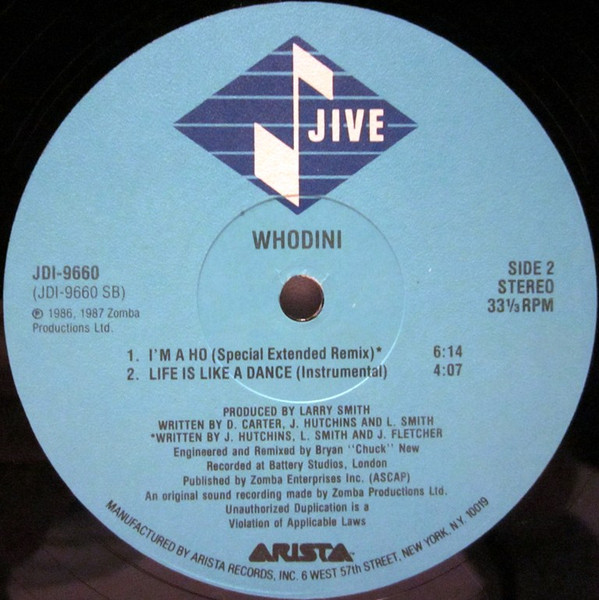 JIVE
WHODINI
JDI-9660
(JDI-9660 SB)
℗ 1986, 1987 Zomba
Productions Ltd.
SIDE 2
STEREO
33⅓ RPM
1. I'M A HO (Special Extended Remix)* 6:14
2. LIFE IS LIKE A DANCE (Instrumental) 4:07
PRODUCED BY LARRY SMITH
WRITTEN BY D. CARTER, J. HUTCHINS AND L. SMITH
*WRITTEN BY J. HUTCHINS, L. SMITH AND J. FLETCHER
Engineered and Remixed by Bryan "Chuck" New
Recorded at Battery Studios, London
Published by Zomba Enterprises Inc. (ASCAP)
An original sound recording made by Zomba Productions Ltd.
Unauthorized Duplication is a
Violation of Applicable Laws
ARISTA
MANUFACTURED BY ARISTA RECORDS, INC. 6 WEST 57th STREET, NEW YORK, N.Y. 10019